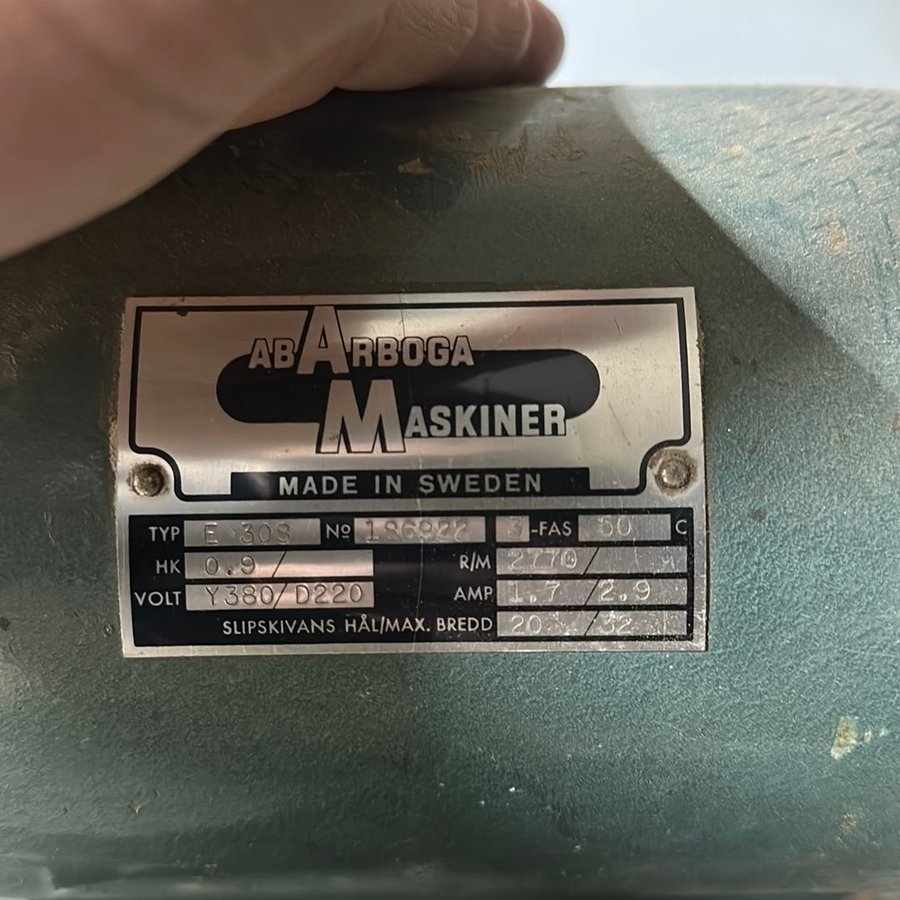 AB ARBOGA
MASKINER
MADE IN SWEDEN
TYP E 308 Nº 186922 3-FAS 50 C
HK 0.9/ R/M 2770/
VOLT Y380/D220 AMP 1.7/2.9
SLIPSKIVANS HÅL/MAX. BREDD 20/32